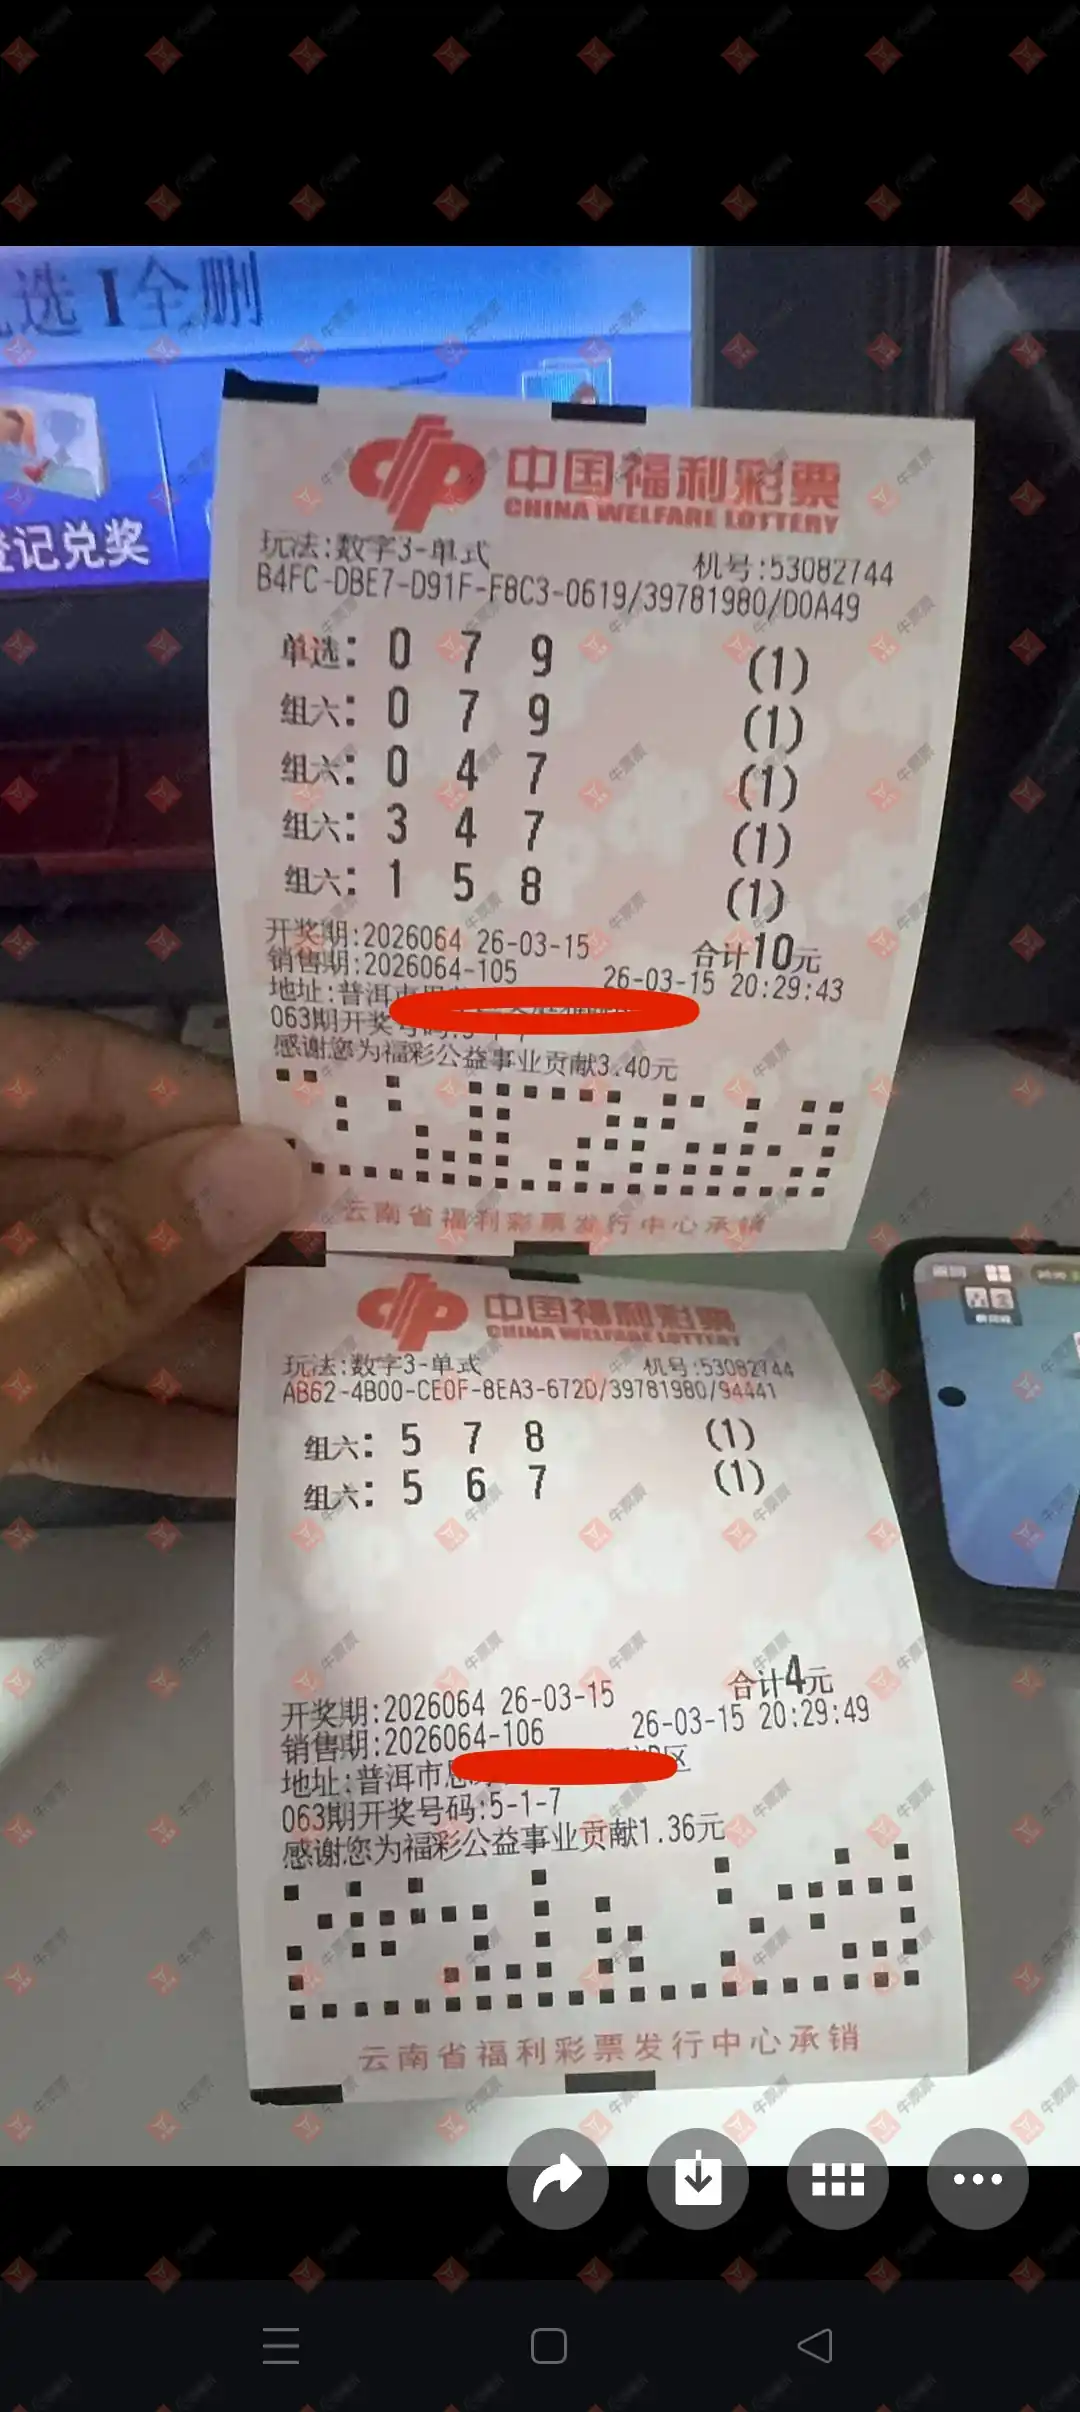 选 I 全删
登记兑奖
中国福利彩票
CHINA WELFARE LOTTERY
玩法:数字3-单式
机号:53082744
B4FC-DBE7-D91F-F8C3-0619/39781980/D0A49
单选: 0 7 9 (1)
组六: 0 7 9 (1)
组六: 0 4 7 (1)
组六: 3 4 7 (1)
组六: 1 5 8 (1)
开奖期:2026064 26-03-15
合计10元
销售期:2026064-105 26-03-15 20:29:43
地址:普洱市思
063期开奖号码:5-1-7
感谢您为福彩公益事业贡献3.40元
云南省福利彩票发行中心承销
中国福利彩票
CHINA WELFARE LOTTERY
玩法:数字3-单式
机号:53082744
AB62-4B00-CE0F-8EA3-672D/39781980/94441
组六: 5 7 8 (1)
组六: 5 6 7 (1)
合计4元
开奖期:2026064 26-03-15
销售期:2026064-106 26-03-15 20:29:49
地址:普洱市思 区
063期开奖号码:5-1-7
感谢您为福彩公益事业贡献1.36元
云南省福利彩票发行中心承销
牛票票